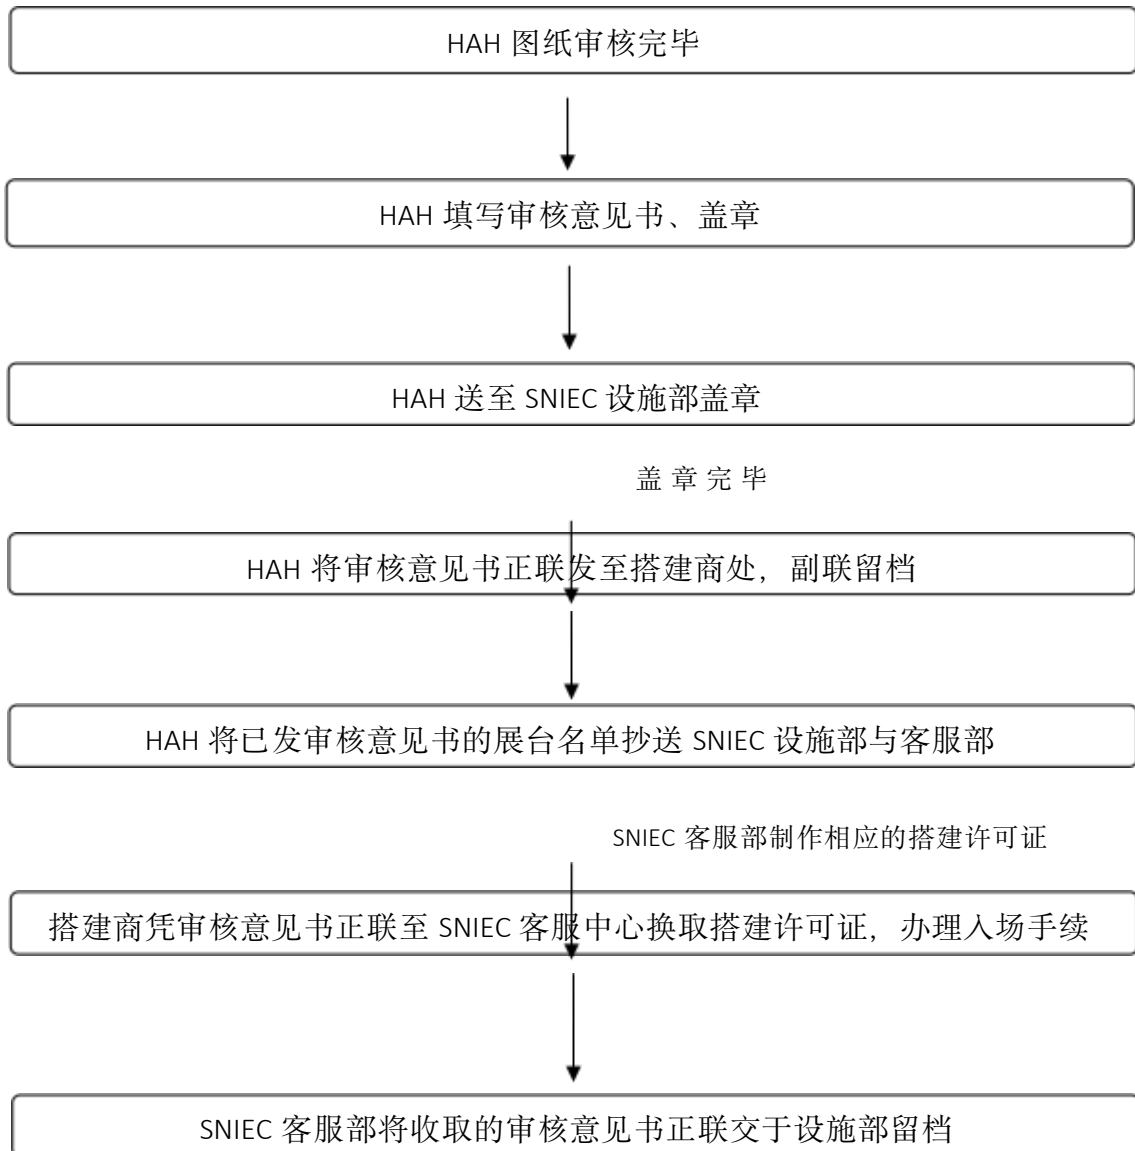 HAH 图纸审核完毕
HAH 填写审核意见书、盖章
HAH 送至 SNIEC 设施部盖章
盖 章 完 毕
HAH 将审核意见书正联发至搭建商处，副联留档
HAH 将已发审核意见书的展台名单抄送 SNIEC 设施部与客服部
SNIEC 客服部制作相应的搭建许可证
搭建商凭审核意见书正联至 SNIEC 客服中心换取搭建许可证，办理入场手续
SNIEC 客服部将收取的审核意见书正联交于设施部留档